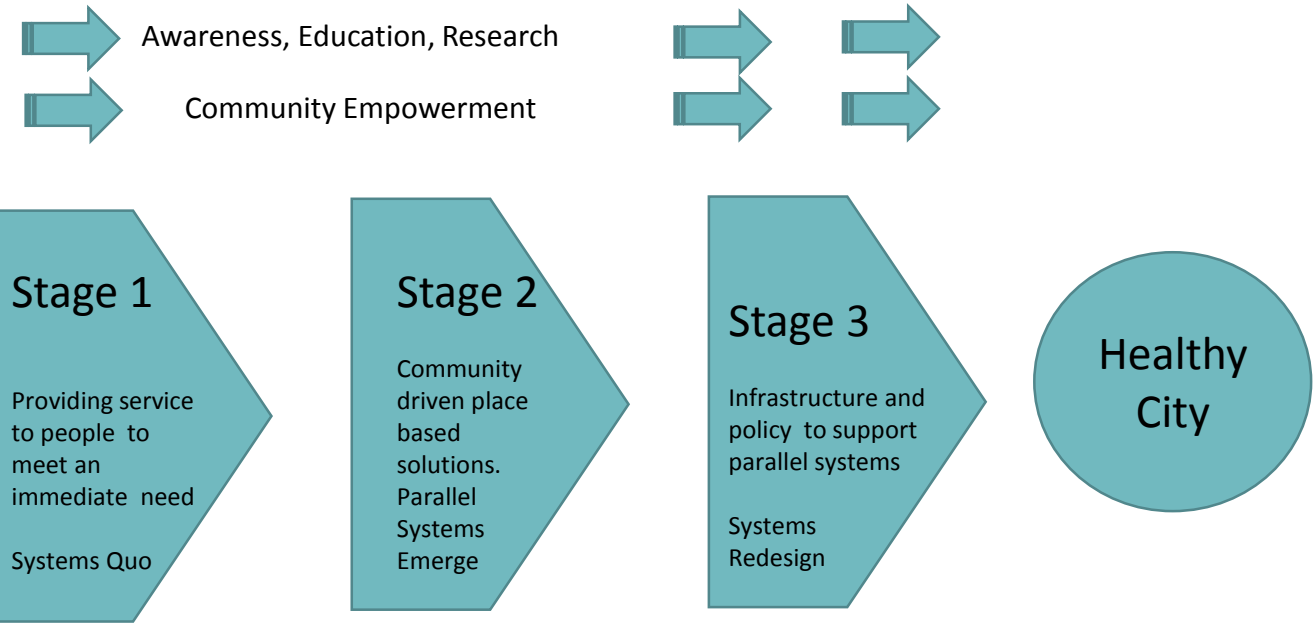 Awareness, Education, Research
Community Empowerment
Stage 1
Providing service
to people to
meet an
immediate need
Systems Quo
Stage 2
Community
driven place
based
solutions.
Parallel
Systems
Emerge
Stage 3
Infrastructure and
policy to support
parallel systems
Systems
Redesign
Healthy
City